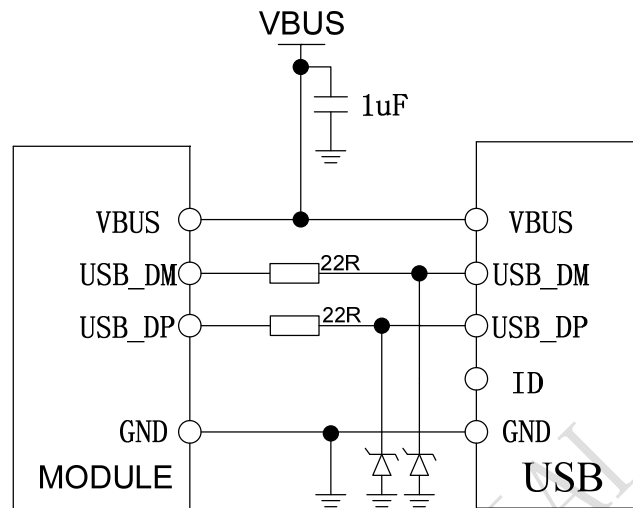 VBUS
1uF
VBUS
VBUS
USB_DM
22R
USB_DM
USB_DP
22R
USB_DP
ID
GND
GND
MODULE
USB